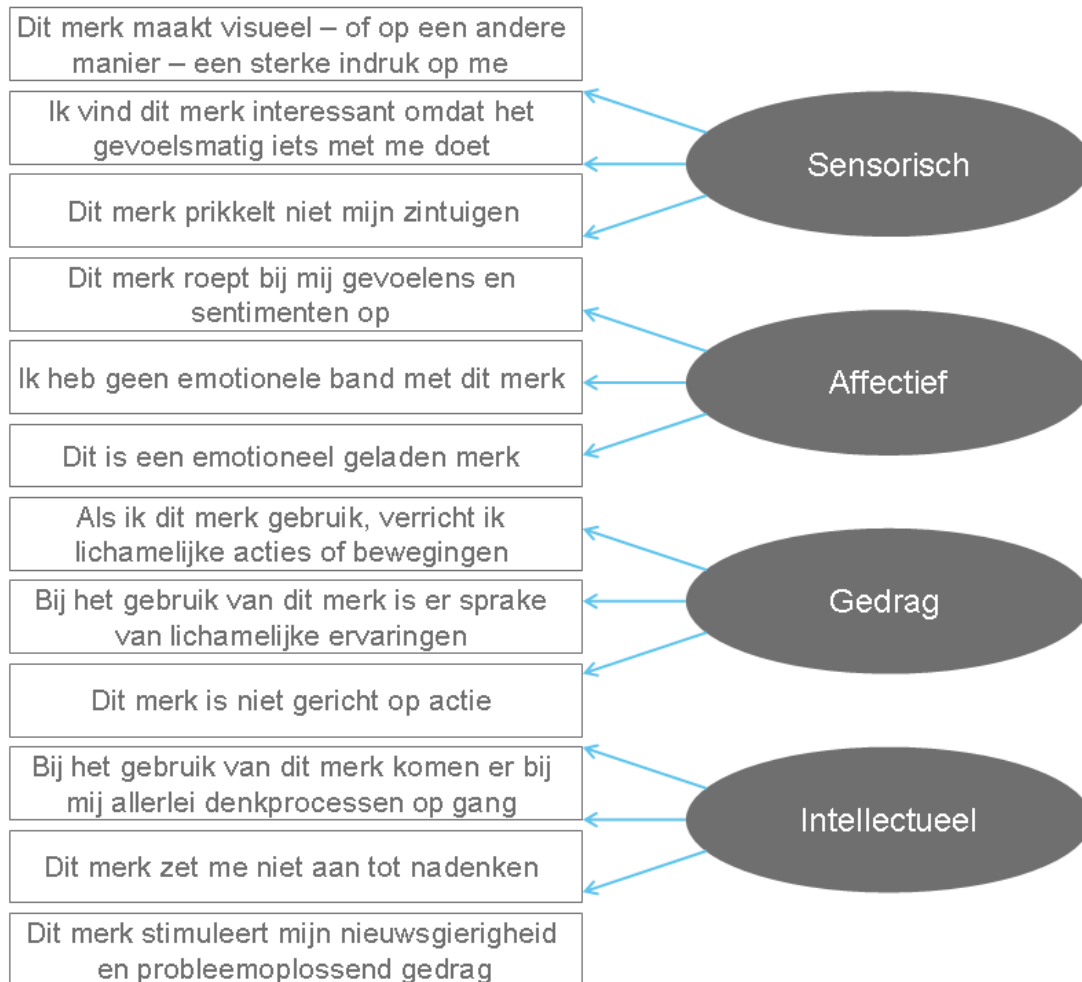 Dit merk maakt visueel – of op een andere
manier – een sterke indruk op me
Ik vind dit merk interessant omdat het
gevoelsmatig iets met me doet
Dit merk prikkelt niet mijn zintuigen
Sensorisch
Dit merk roept bij mij gevoelens en
sentimenten op
Ik heb geen emotionele band met dit merk
Dit is een emotioneel geladen merk
Affectief
Als ik dit merk gebruik, verricht ik
lichamelijke acties of bewegingen
Bij het gebruik van dit merk is er sprake
van lichamelijke ervaringen
Dit merk is niet gericht op actie
Gedrag
Bij het gebruik van dit merk komen er bij
mij allerlei denkprocessen op gang
Dit merk zet me niet aan tot nadenken
Dit merk stimuleert mijn nieuwsgierigheid
en probleemoplossend gedrag
Intellectueel